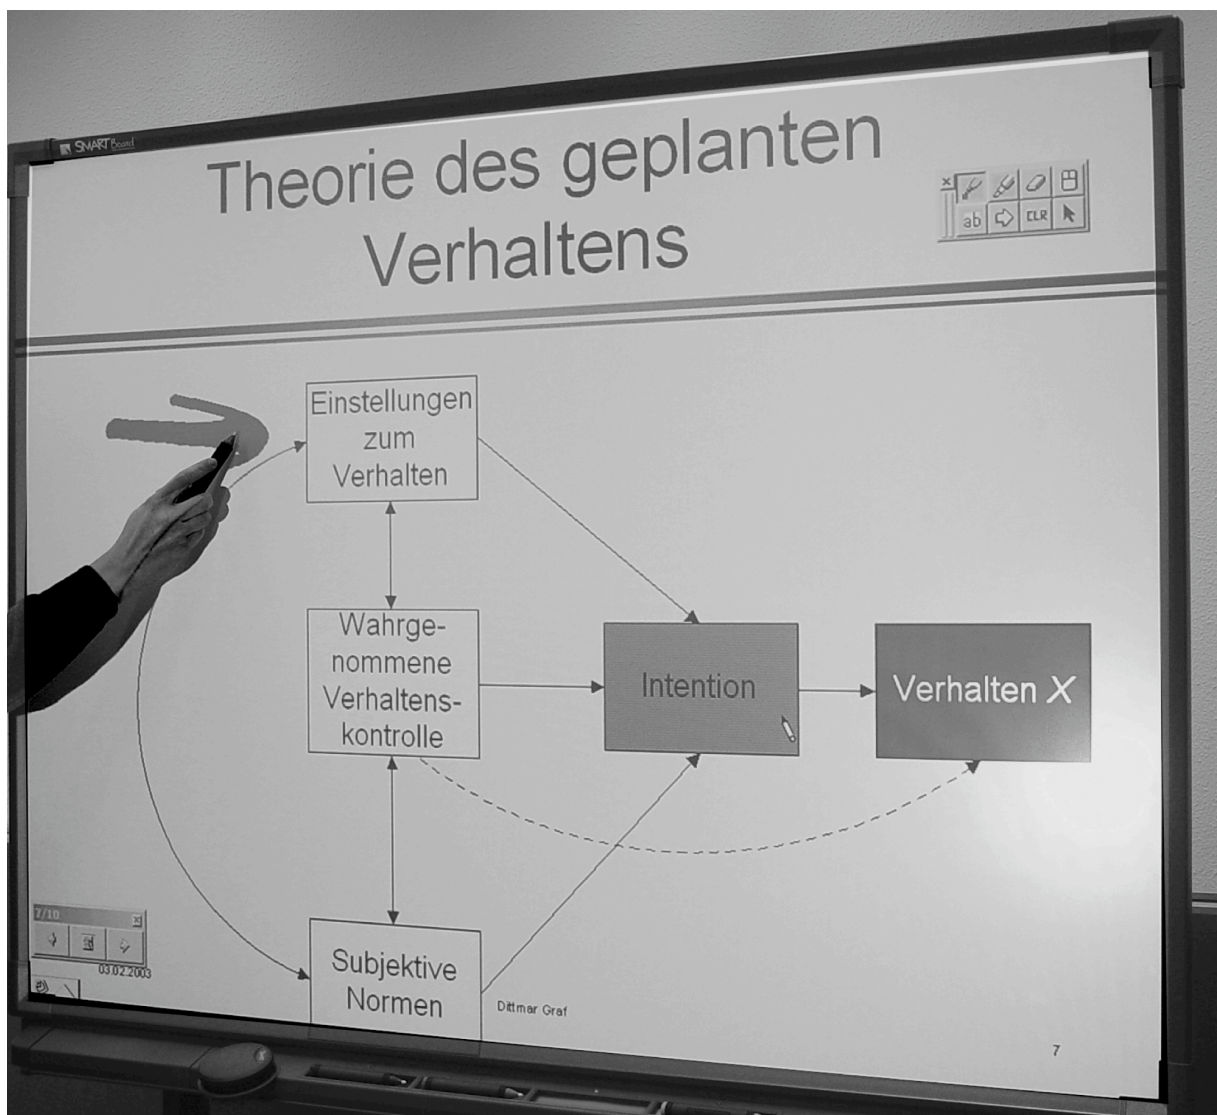 SMART Board
Theorie des geplanten
Verhaltens
ab
CLR
Einstellungen
zum
Verhalten
Wahrge-
nommene
Verhaltens-
kontrolle
Intention
Verhalten X
7/10
03.02.2003
Subjektive
Normen
Dittmar Graf
7